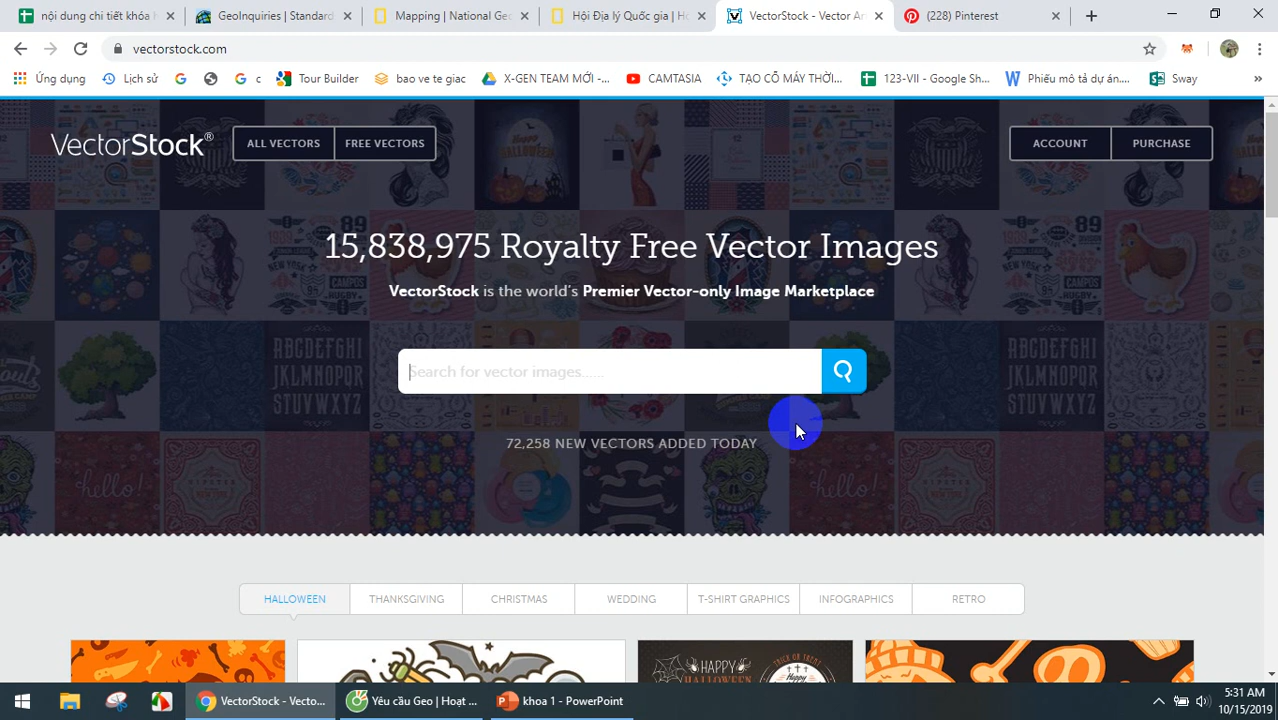 nội dung chi tiết khóa
GeoInquiries | Standard
Mapping | National Geo
Hội Địa lý Quốc gia | Ho
VectorStock - Vector Ar
(228) Pinterest
vectorstock.com
Ứng dụng
Lịch sử
c
Tour Builder
bao ve te giac
X-GEN TEAM MỚI -...
CAMTASIA
TẠO CỖ MÁY THỜI...
123-VII - Google Sh...
Phiếu mô tả dự án....
Sway
»
VectorStock®
ALL VECTORS
FREE VECTORS
ACCOUNT
PURCHASE
15,838,975 Royalty Free Vector Images
VectorStock is the world's Premier Vector-only Image Marketplace
Search for vector images......
72,258 NEW VECTORS ADDED TODAY
HALLOWEEN
THANKSGIVING
CHRISTMAS
WEDDING
T-SHIRT GRAPHICS
INFOGRAPHICS
RETRO
HAPPY
VectorStock - Vecto...
Yêu cầu Geo | Hoạt ...
khoa 1 - PowerPoint
5:31 AM
10/15/2019